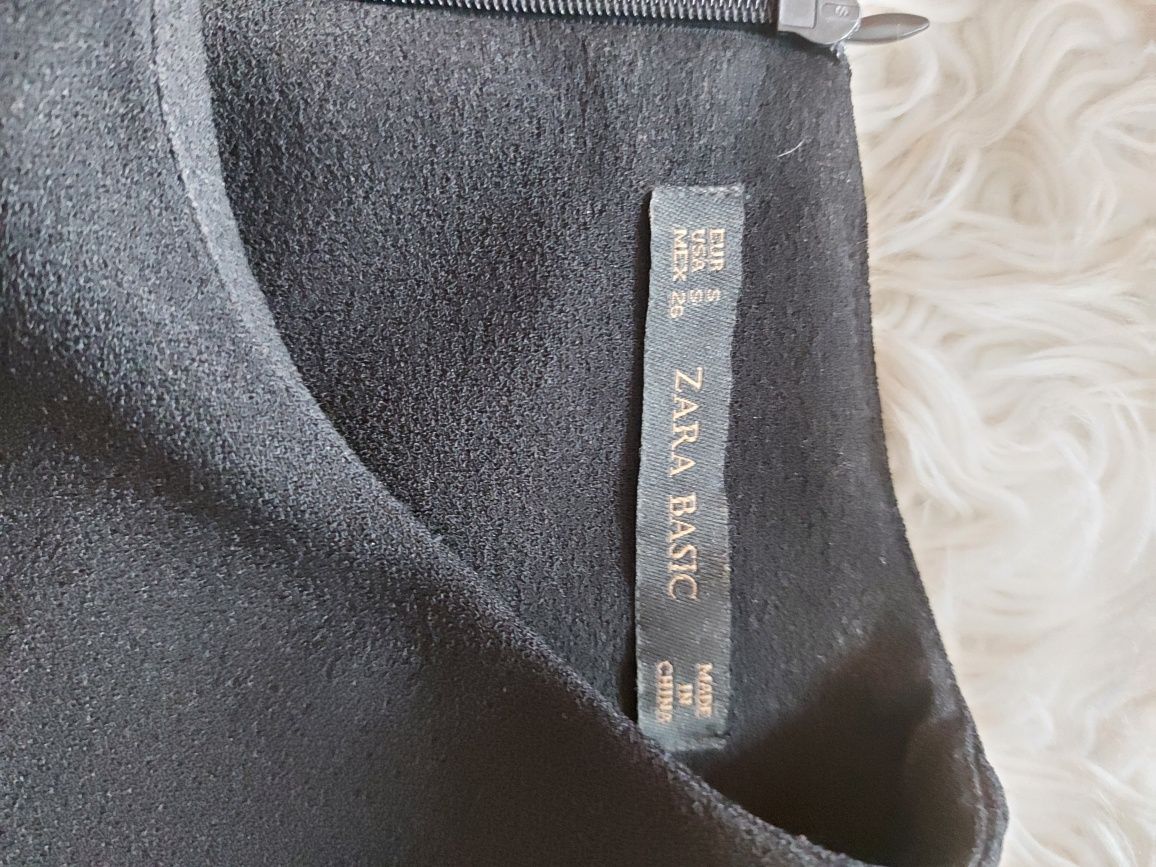 EUR S
USA S
MEX 26
ZARA BASIC
MADE
IN
CHINA